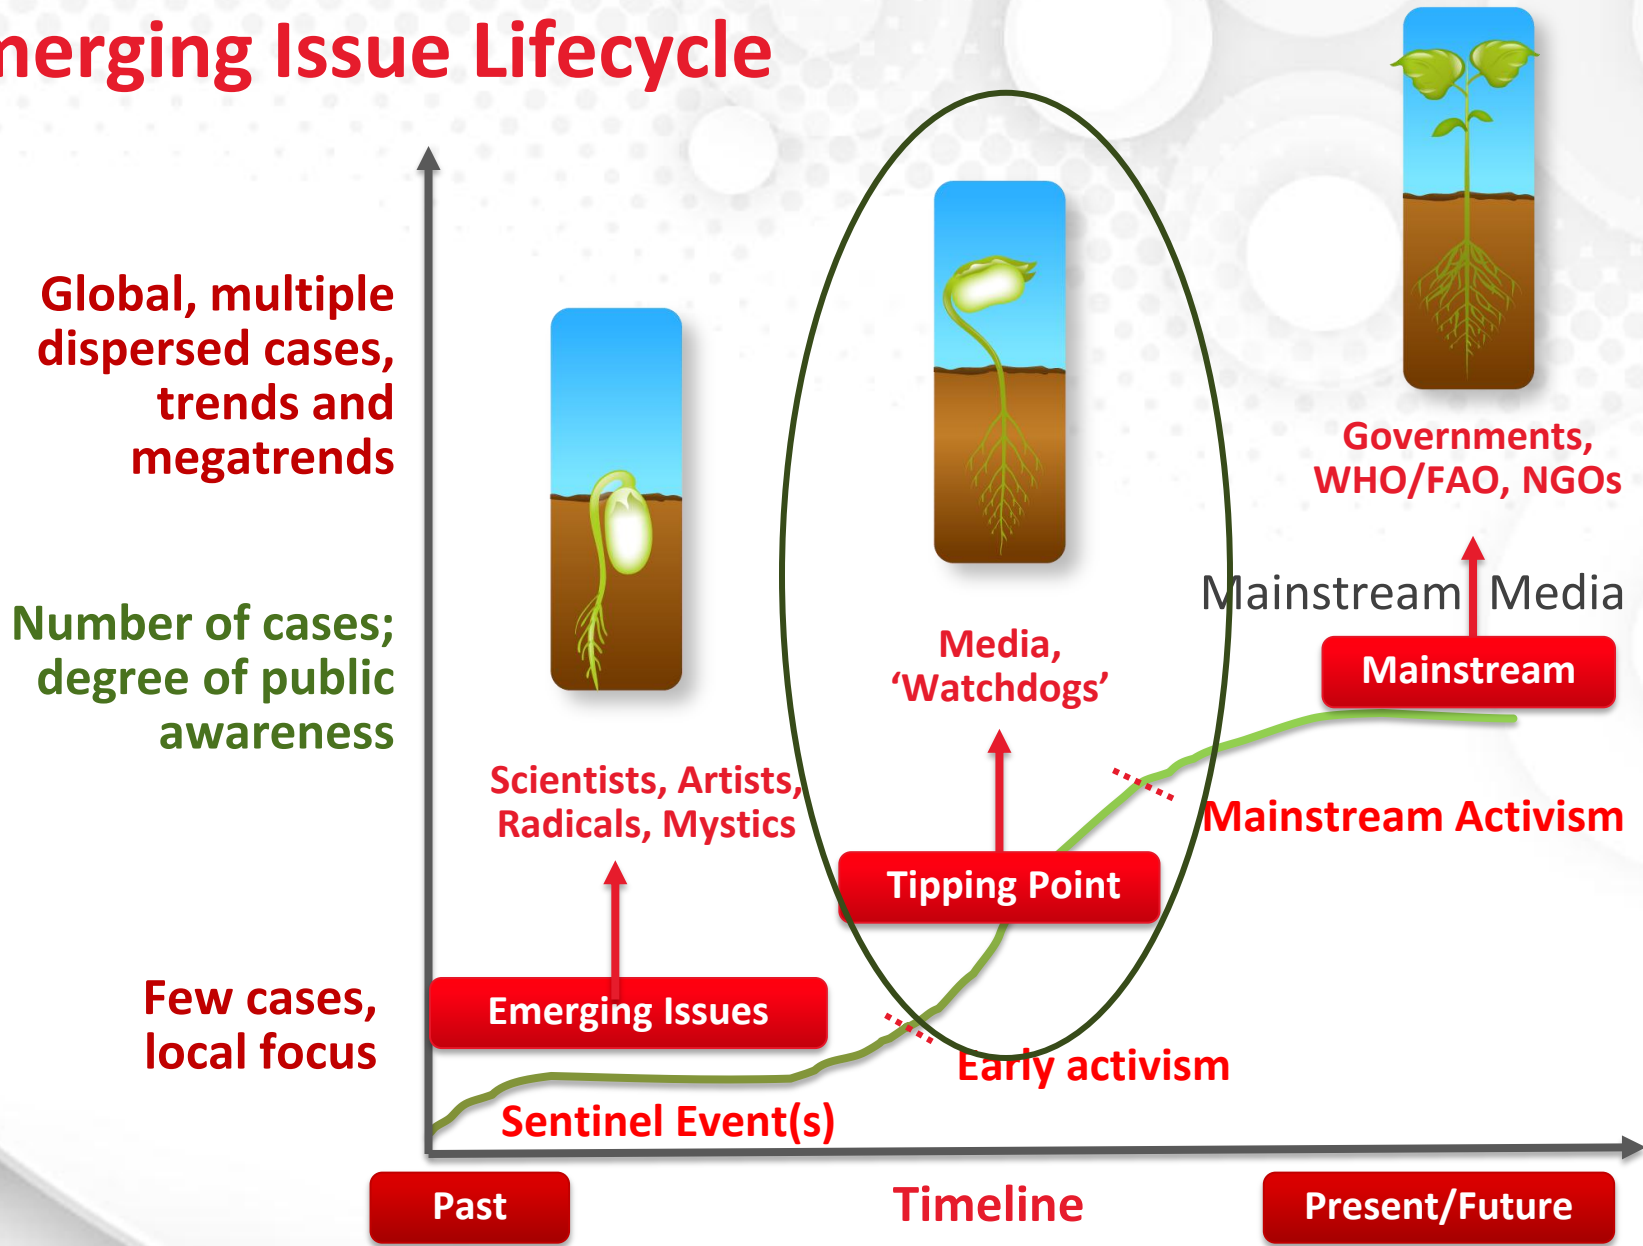 merging Issue Lifecycle
Global, multiple
dispersed cases,
trends and
megatrends
Number of cases;
degree of public
awareness
Few cases,
local focus
Scientists, Artists,
Radicals, Mystics
Emerging Issues
Sentinel Event(s)
Media,
‘Watchdogs’
Tipping Point
Early activism
Governments,
WHO/FAO, NGOs
Mainstream Media
Mainstream
Mainstream Activism
Past
Timeline
Present/Future